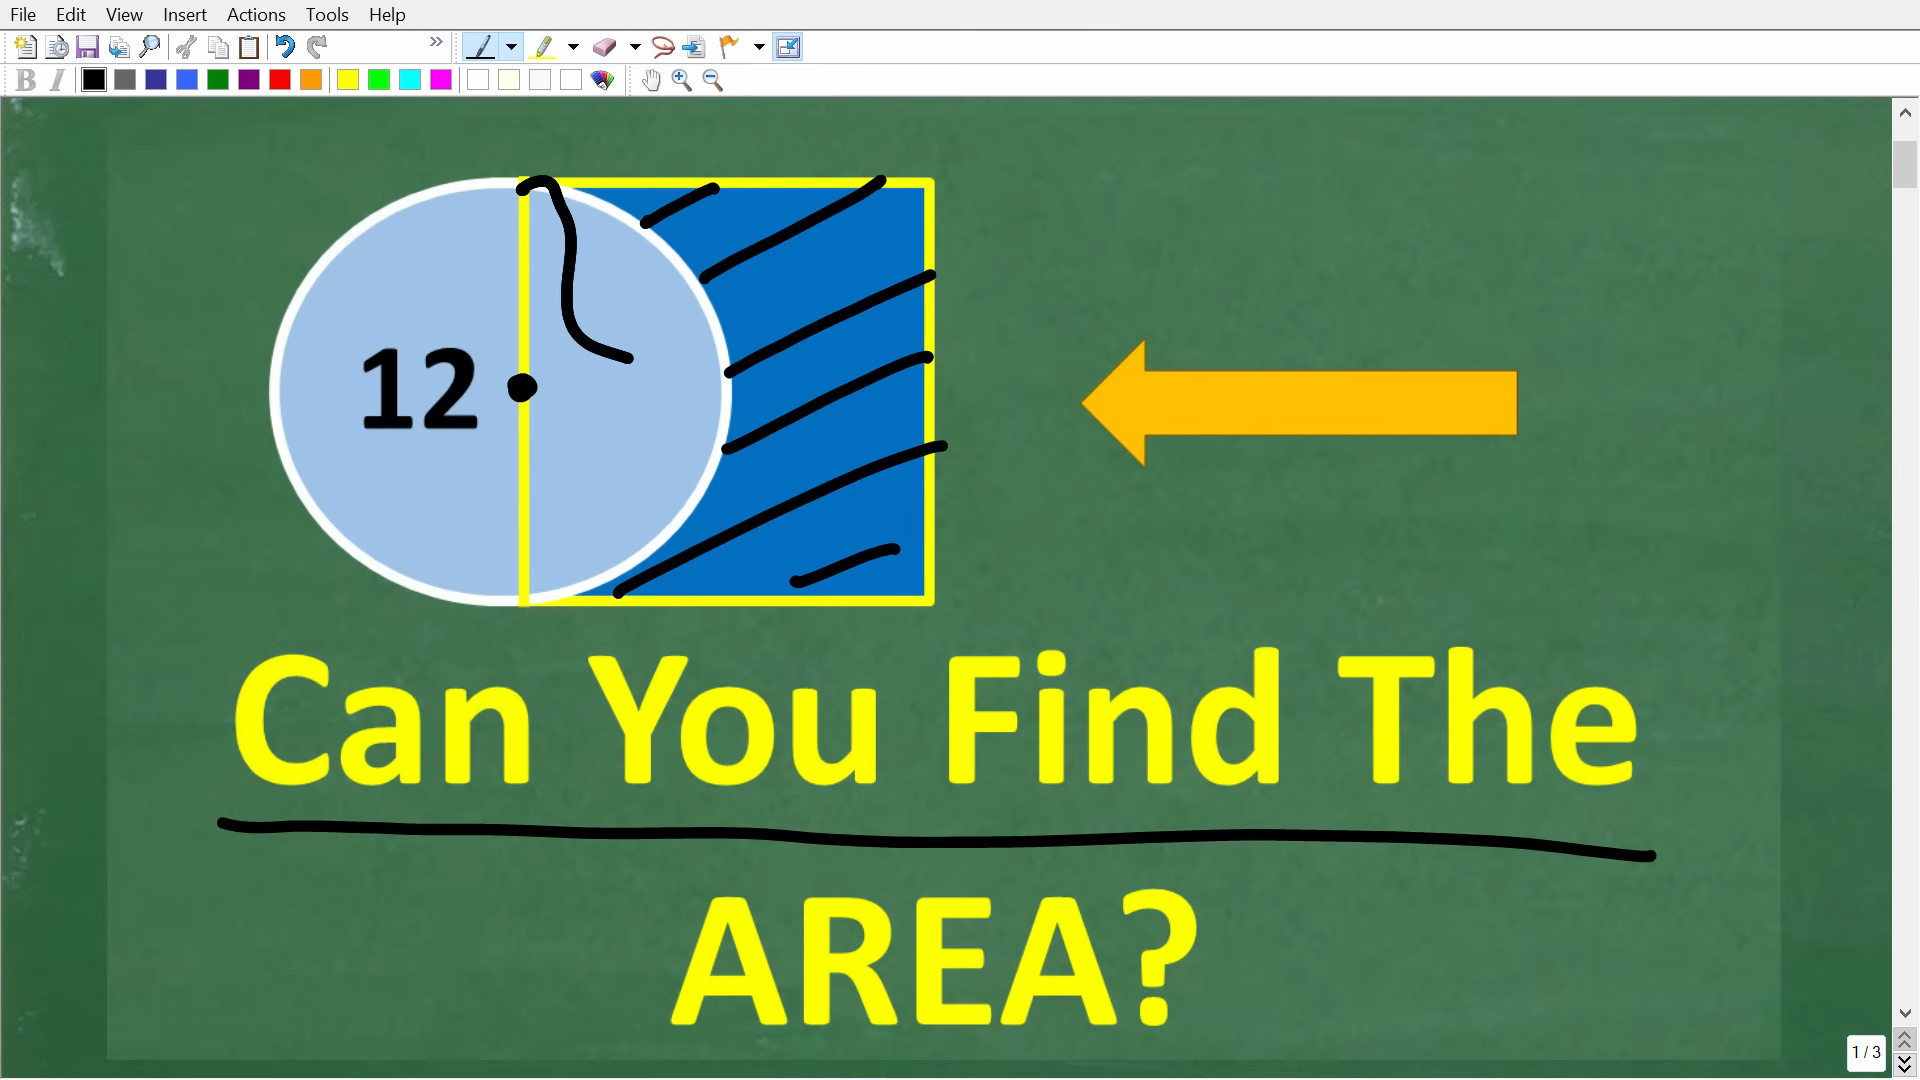 File Edit View Insert Actions Tools Help
B I
12
Can You Find The
AREA?
1 / 3